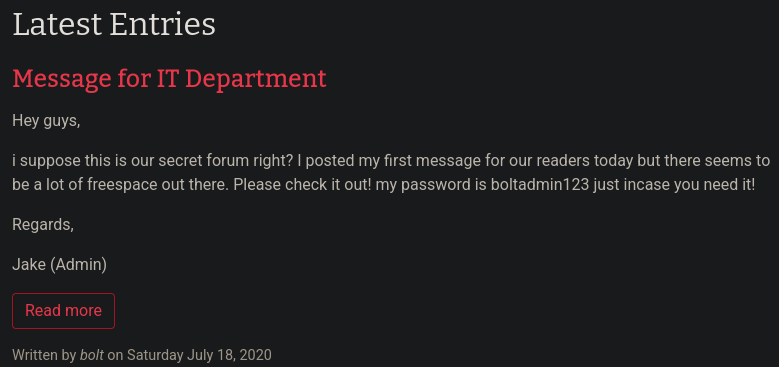 Latest Entries
Message for IT Department
Hey guys,
i suppose this is our secret forum right? I posted my first message for our readers today but there seems to
be a lot of freespace out there. Please check it out! my password is boltadmin123 just incase you need it!
Regards,
Jake (Admin)
Read more
Written by bolt on Saturday July 18, 2020